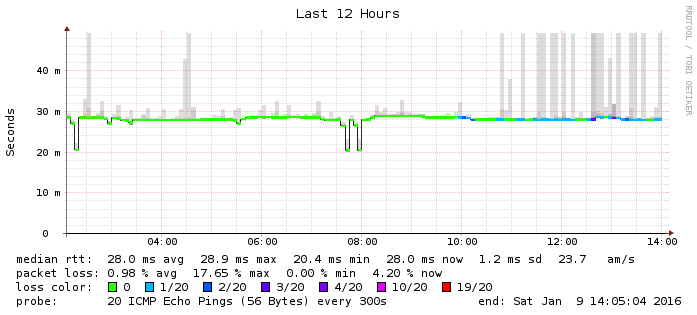 Last 12 Hours
RRDTOOL / TOBI OETIKER
Seconds
40 m
30 m
20 m
10 m
0
04:00 06:00 08:00 10:00 12:00 14:00
median rtt: 28.0 ms avg 28.9 ms max 20.4 ms min 28.0 ms now 1.2 ms sd 23.7 am/s
packet loss: 0.98 % avg 17.65 % max 0.00 % min 4.20 % now
loss color: 0 1/20 2/20 3/20 4/20 10/20 19/20
probe: 20 ICMP Echo Pings (56 Bytes) every 300s end: Sat Jan 9 14:05:04 2016